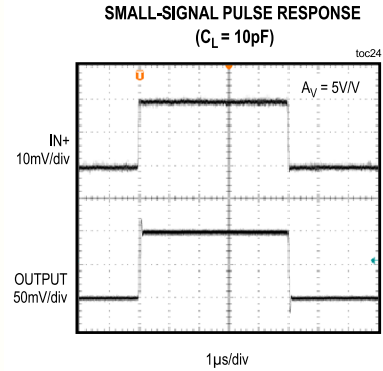 SMALL-SIGNAL PULSE RESPONSE
(CL = 10pF)
toc24
U
AV = 5V/V
IN+
10mV/div
OUTPUT
50mV/div
1µs/div